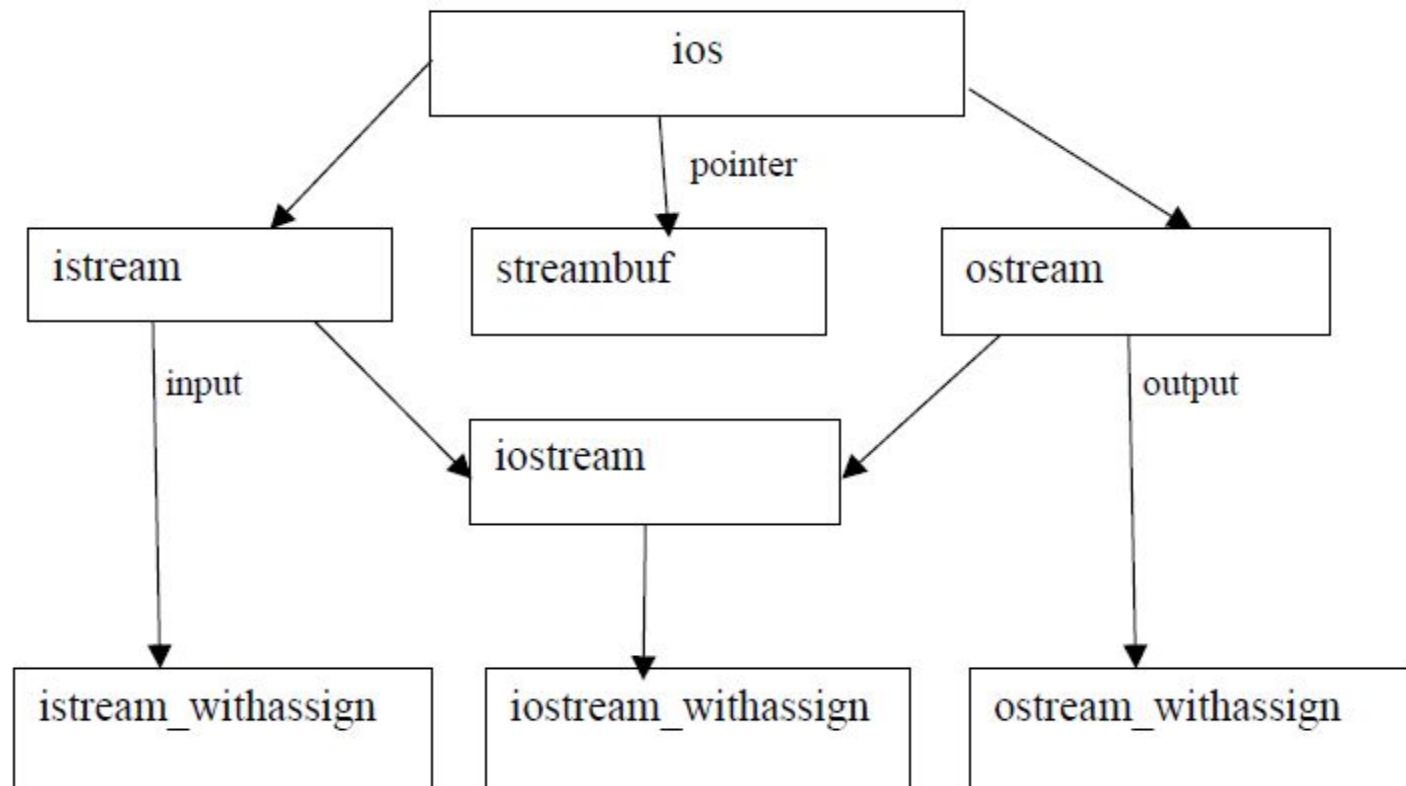 ios
pointer
istream
streambuf
ostream
input
output
iostream
istream_withassign
iostream_withassign
ostream_withassign